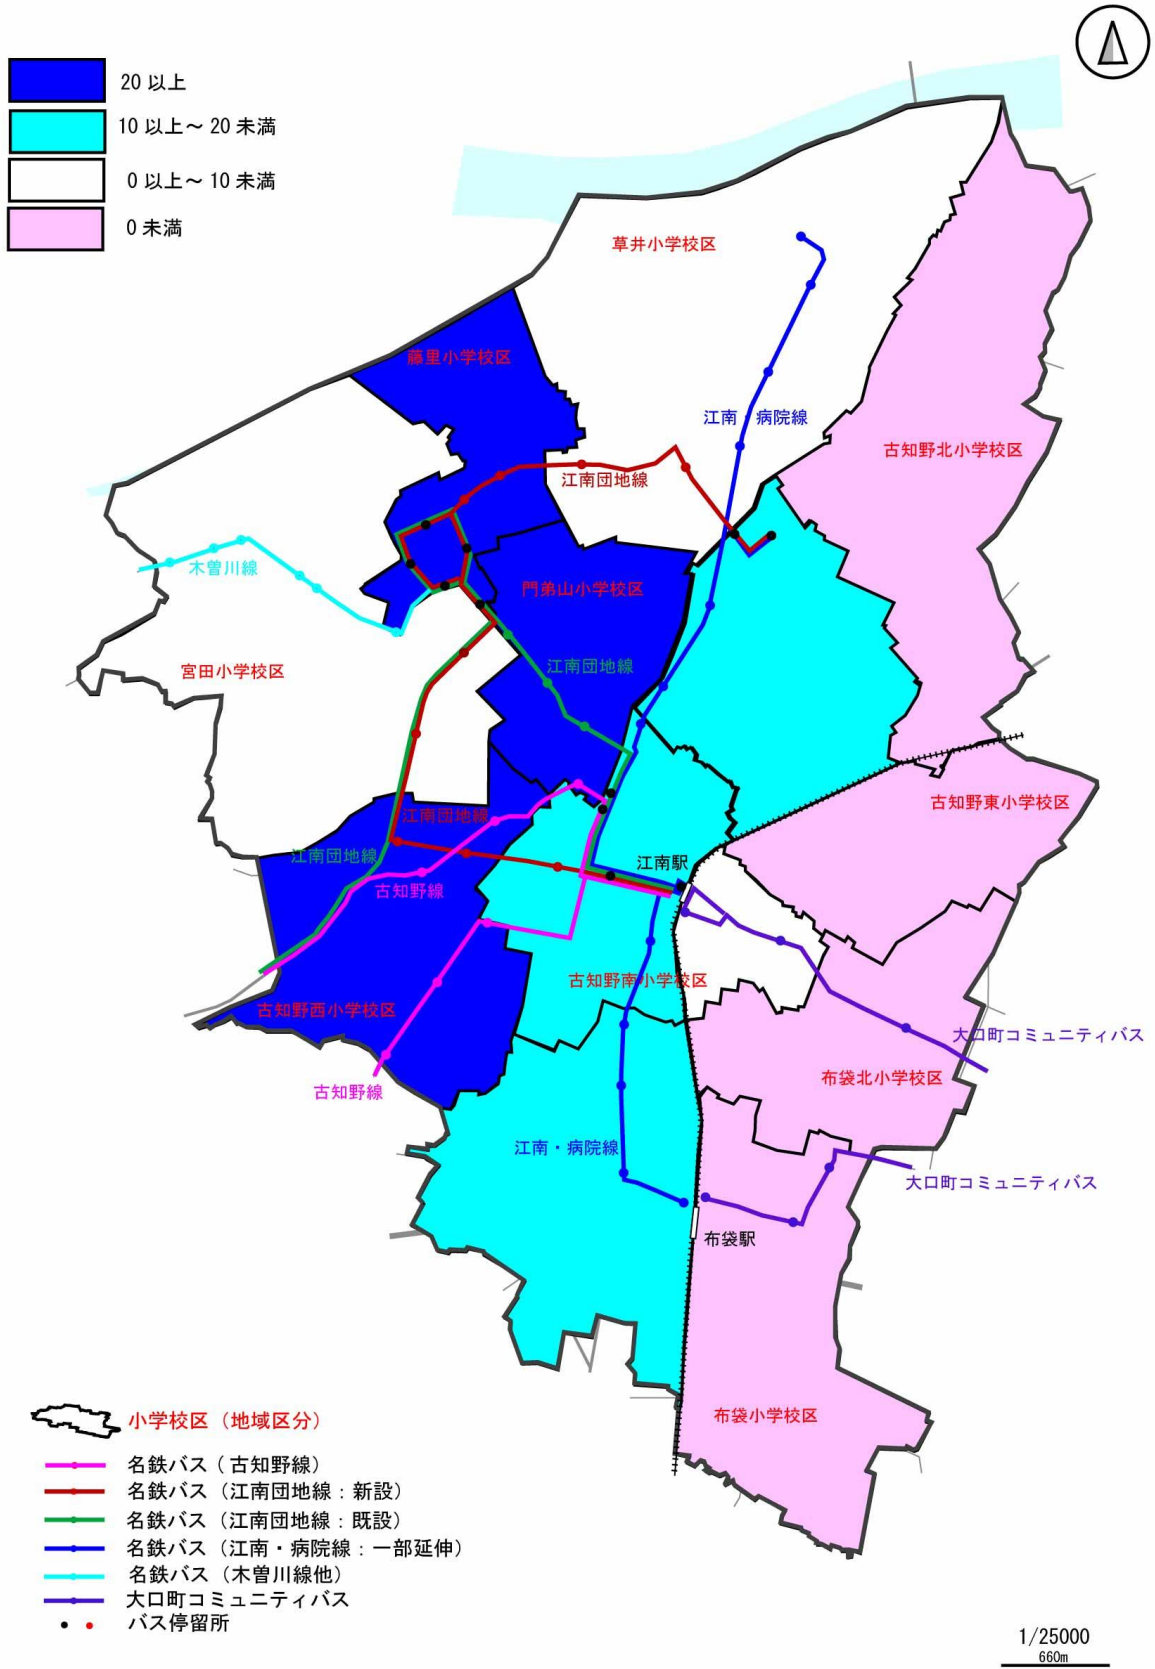 20 以上
10 以上～ 20 未満
0 以上～ 10 未満
0 未満
草井小学校区
藤里小学校区
江南・病院線
古知野北小学校区
江南団地線
木曽川線
門弟山小学校区
江南団地線
宮田小学校区
古知野東小学校区
江南団地線
江南団地線
江南駅
古知野線
古知野南小学校区
古知野西小学校区
大口町コミュニティバス
布袋北小学校区
古知野線
江南・病院線
大口町コミュニティバス
布袋駅
布袋小学校区
小学校区（地域区分）
名鉄バス（古知野線）
名鉄バス（江南団地線：新設）
名鉄バス（江南団地線：既設）
名鉄バス（江南・病院線：一部延伸）
名鉄バス（木曽川線他）
大口町コミュニティバス
バス停留所
1/25000
660m